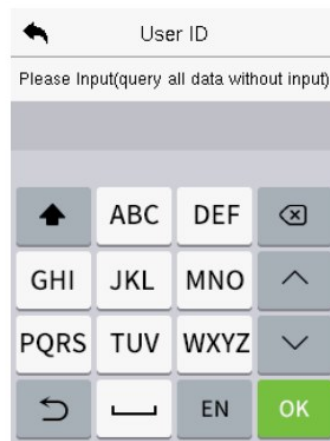 User ID
Please Input(query all data without input)
ABC DEF
GHI JKL MNO
PQRS TUV WXYZ
EN OK